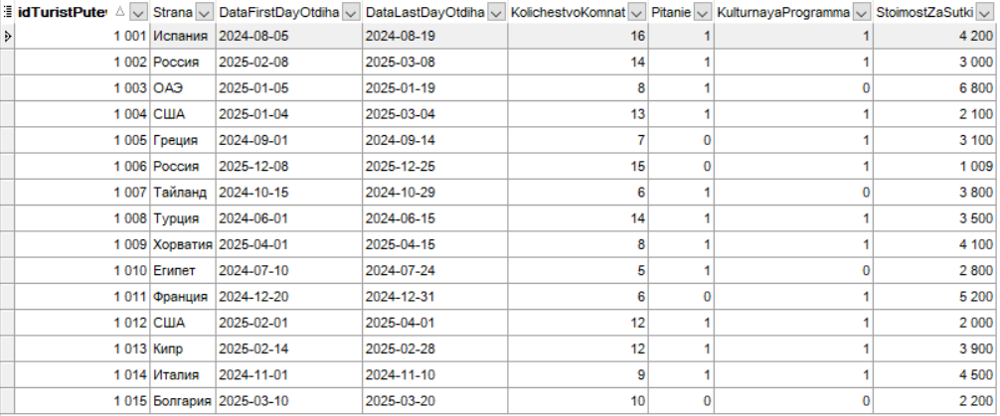 idTuristPutev Strana DataFirstDayOtdiha DataLastDayOtdiha KolichestvoKomnat Pitanie KulturnayaProgramma StoimostZaSutki
1 001 Испания 2024-08-05 2024-08-19 16 1 1 4 200
1 002 Россия 2025-02-08 2025-03-08 14 1 1 3 000
1 003 ОАЭ 2025-01-05 2025-01-19 8 1 0 6 800
1 004 США 2025-01-04 2025-03-04 13 1 1 2 100
1 005 Греция 2024-09-01 2024-09-14 7 0 1 3 100
1 006 Россия 2025-12-08 2025-12-25 15 0 1 1 009
1 007 Тайланд 2024-10-15 2024-10-29 6 1 0 3 800
1 008 Турция 2024-06-01 2024-06-15 14 1 1 3 500
1 009 Хорватия 2025-04-01 2025-04-15 8 1 1 4 100
1 010 Египет 2024-07-10 2024-07-24 5 1 0 2 800
1 011 Франция 2024-12-20 2024-12-31 6 0 1 5 200
1 012 США 2025-02-01 2025-04-01 12 1 1 2 000
1 013 Кипр 2025-02-14 2025-02-28 12 1 1 3 900
1 014 Италия 2024-11-01 2024-11-10 9 1 1 4 500
1 015 Болгария 2025-03-10 2025-03-20 10 0 0 2 200